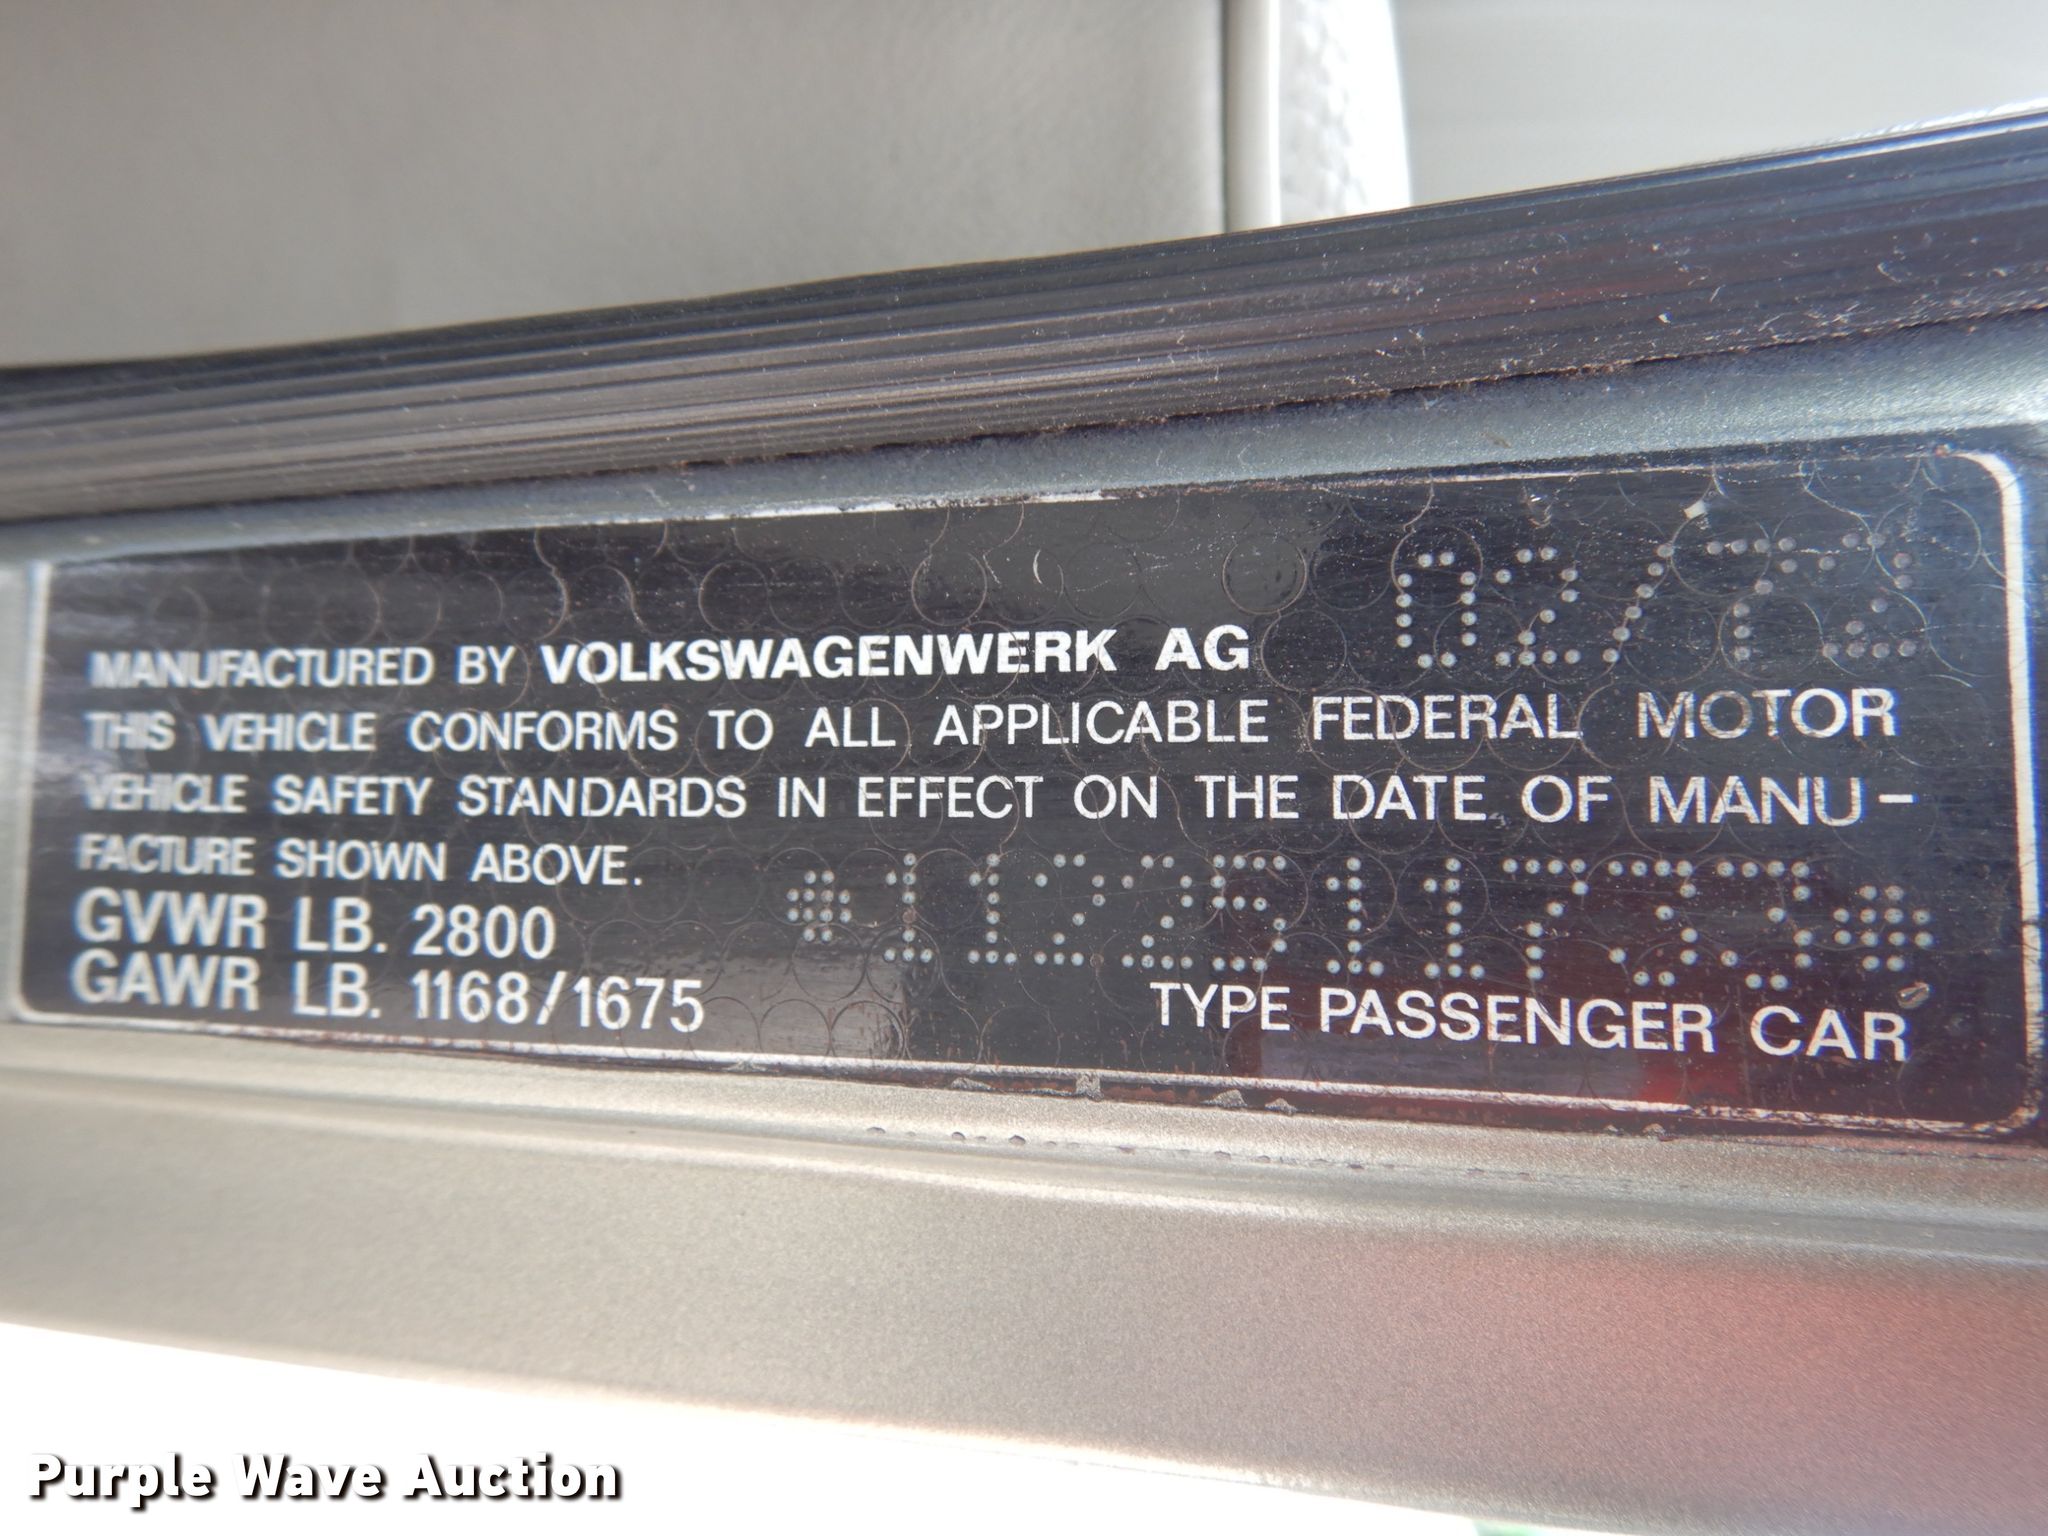 02/72
MANUFACTURED BY VOLKSWAGENWERK AG
THIS VEHICLE CONFORMS TO ALL APPLICABLE FEDERAL MOTOR
VEHICLE SAFETY STANDARDS IN EFFECT ON THE DATE OF MANU-
FACTURE SHOWN ABOVE.
*1122511733*
GVWR LB. 2800
GAWR LB. 1168/1675
TYPE PASSENGER CAR
Purple Wave Auction